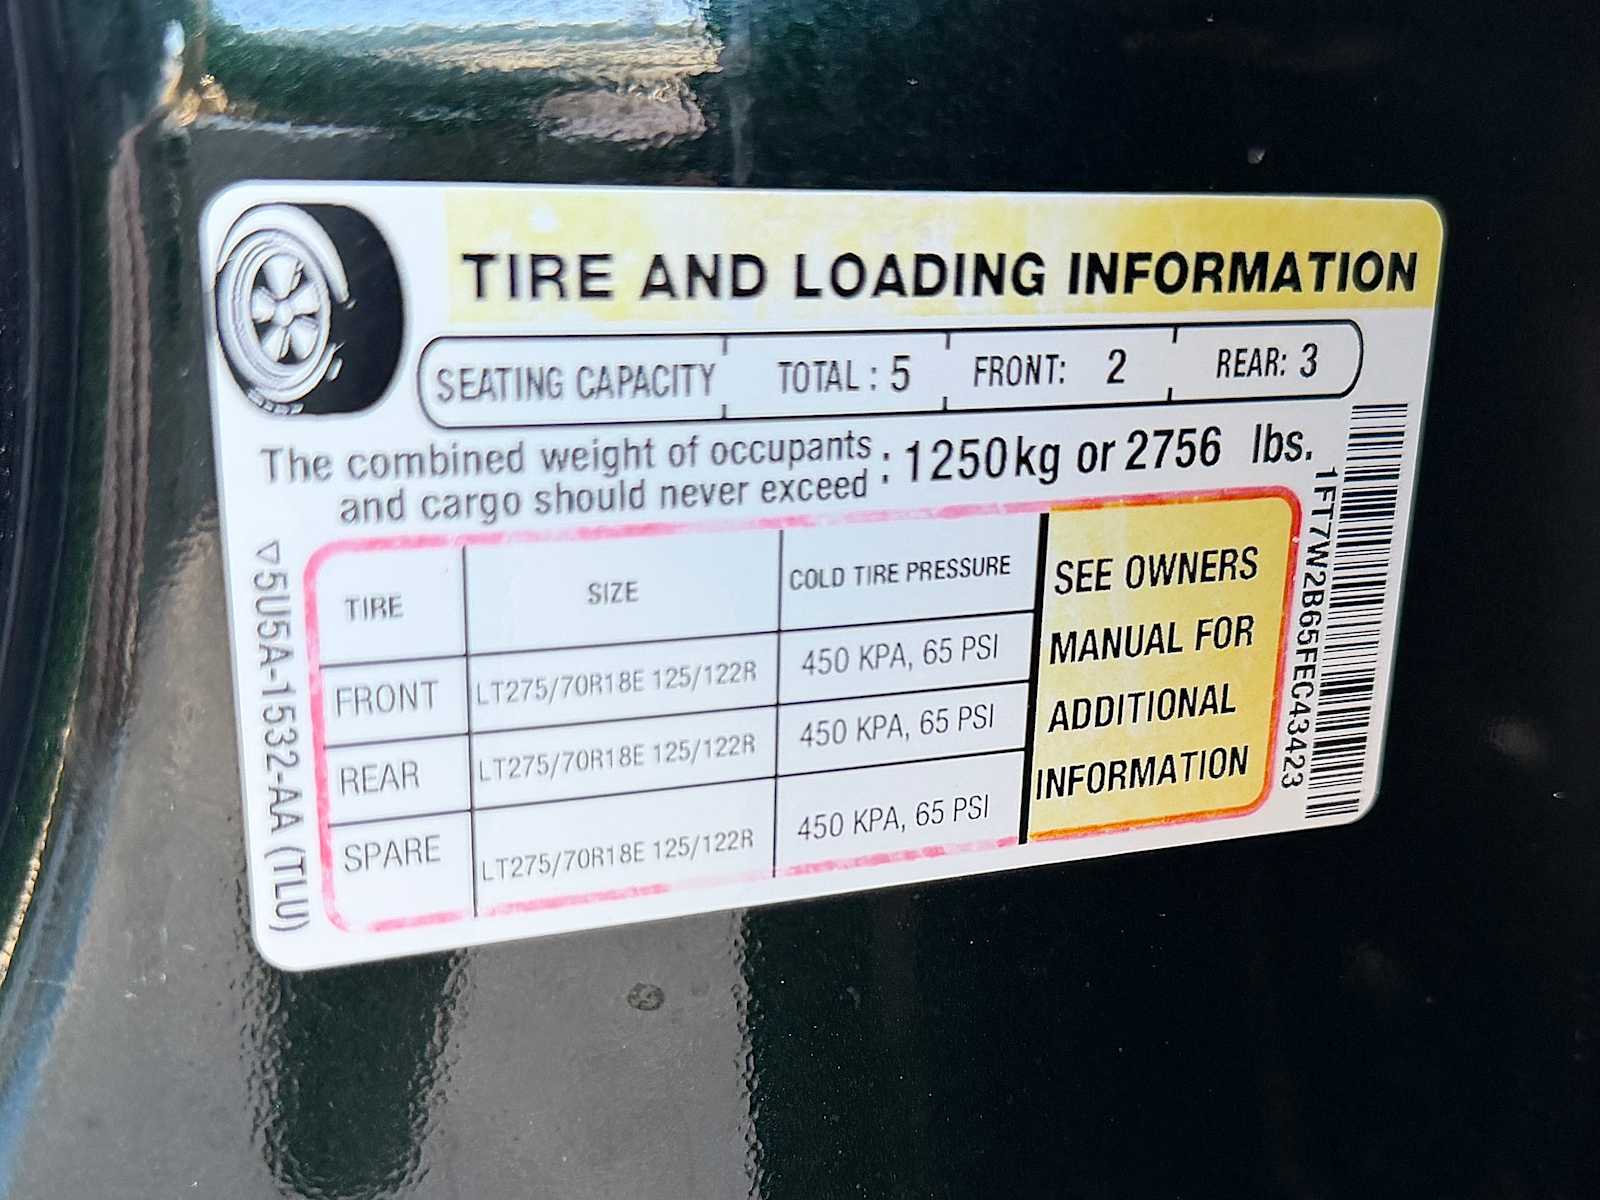 TIRE AND LOADING INFORMATION
SEATING CAPACITY TOTAL : 5 FRONT: 2 REAR: 3
The combined weight of occupants
and cargo should never exceed : 1250kg or 2756 lbs.
TIRE SIZE COLD TIRE PRESSURE
FRONT LT275/70R18E 125/122R 450 KPA, 65 PSI
REAR LT275/70R18E 125/122R 450 KPA, 65 PSI
SPARE LT275/70R18E 125/122R 450 KPA, 65 PSI
SEE OWNERS
MANUAL FOR
ADDITIONAL
INFORMATION
1FT7W2B65FEC43423
▽5U5A-1532-AA (TLU)